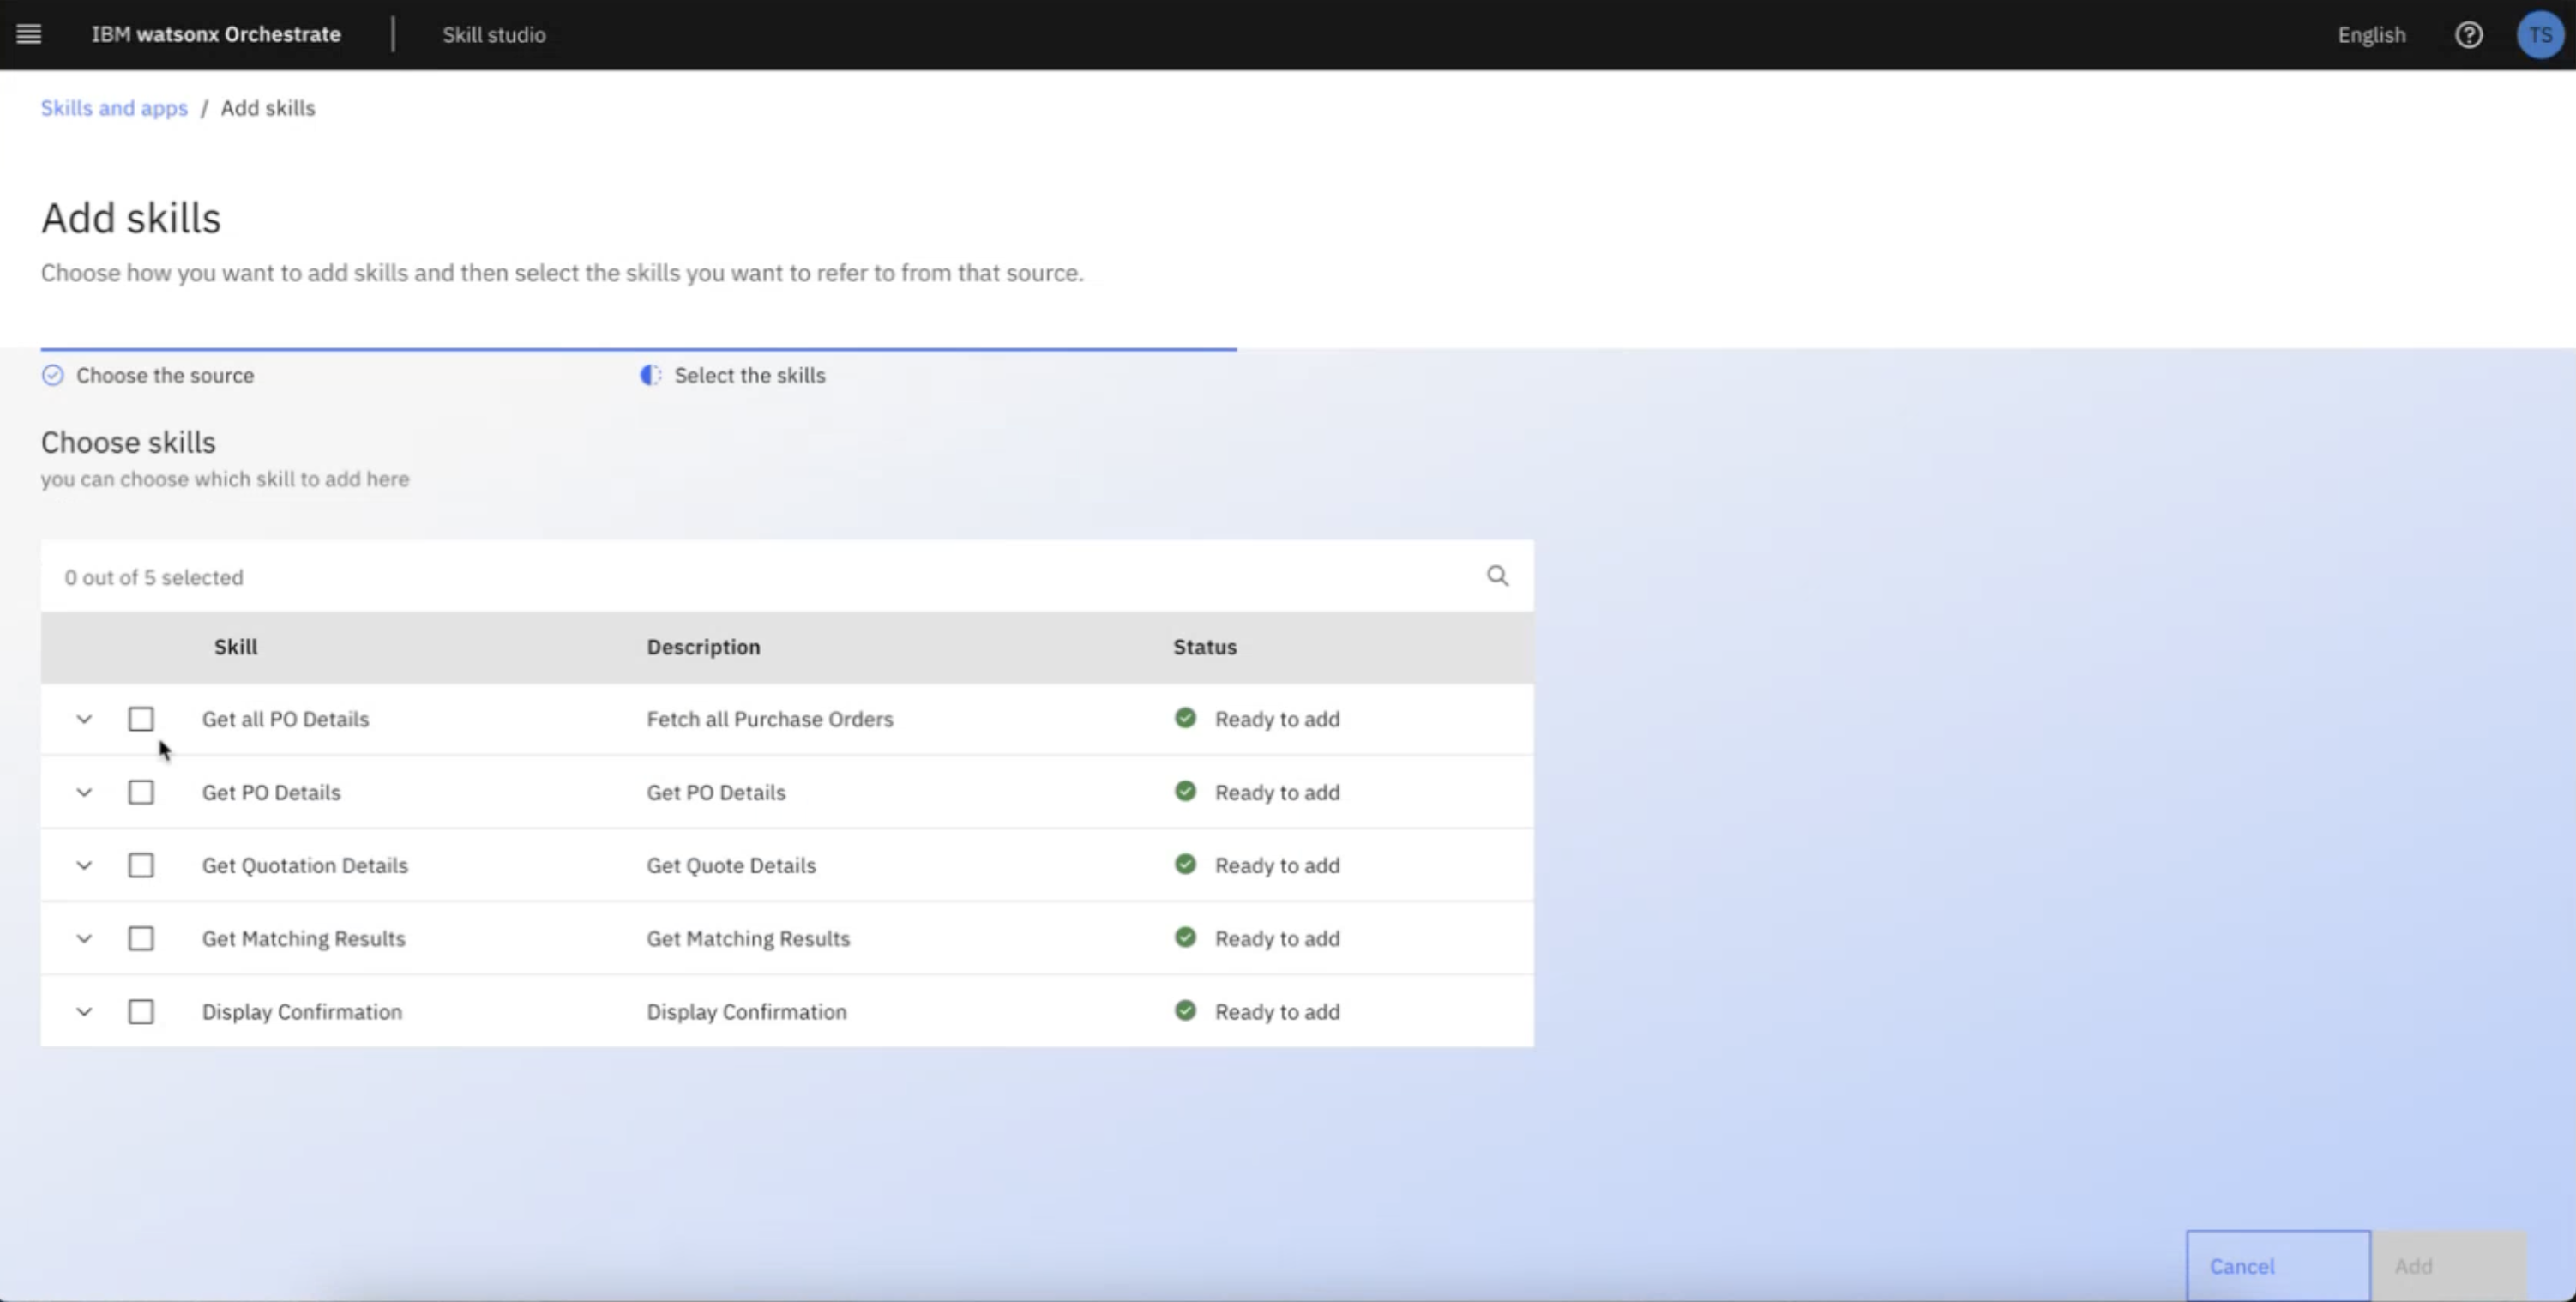 IBM watsonx Orchestrate Skill studio English TS
Skills and apps / Add skills
Add skills
Choose how you want to add skills and then select the skills you want to refer to from that source.
Choose the source Select the skills
Choose skills
you can choose which skill to add here
0 out of 5 selected
Skill Description Status
Get all PO Details Fetch all Purchase Orders Ready to add
Get PO Details Get PO Details Ready to add
Get Quotation Details Get Quote Details Ready to add
Get Matching Results Get Matching Results Ready to add
Display Confirmation Display Confirmation Ready to add
Cancel Add